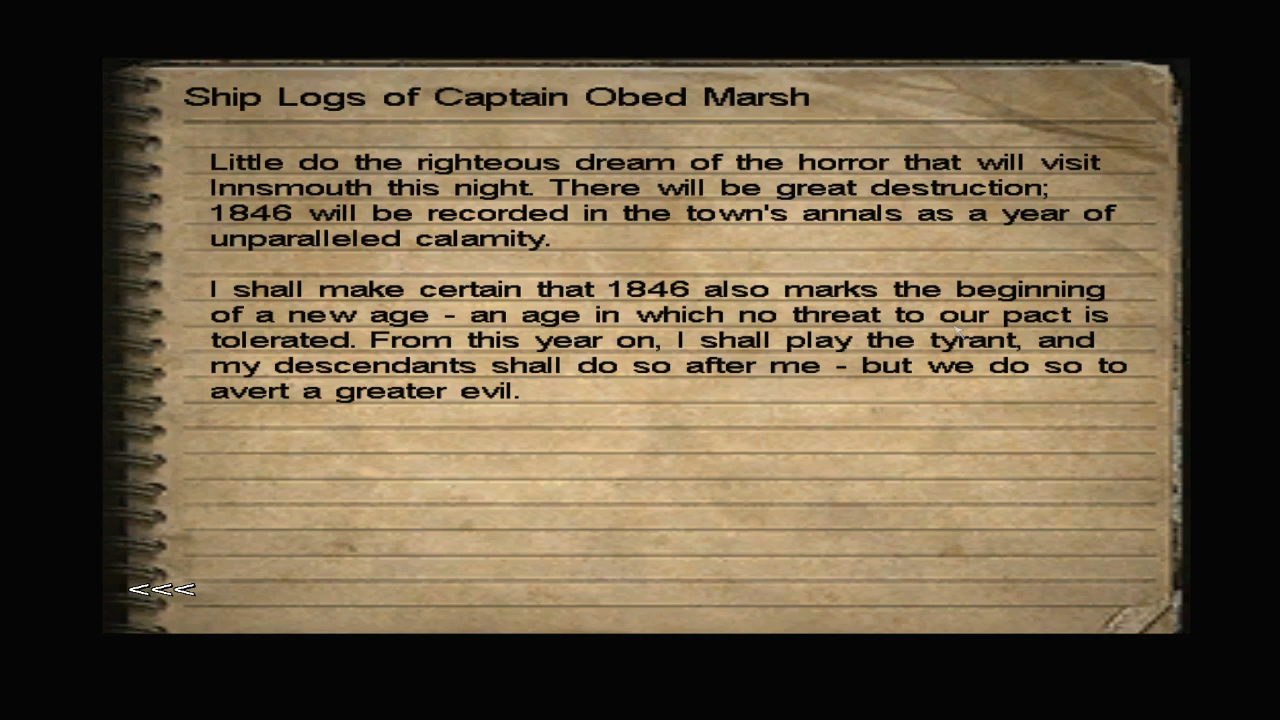 Ship Logs of Captain Obed Marsh
Little do the righteous dream of the horror that will visit
Innsmouth this night. There will be great destruction;
1846 will be recorded in the town's annals as a year of
unparalleled calamity.
I shall make certain that 1846 also marks the beginning
of a new age - an age in which no threat to our pact is
tolerated. From this year on, I shall play the tyrant, and
my descendants shall do so after me - but we do so to
avert a greater evil.
<<<